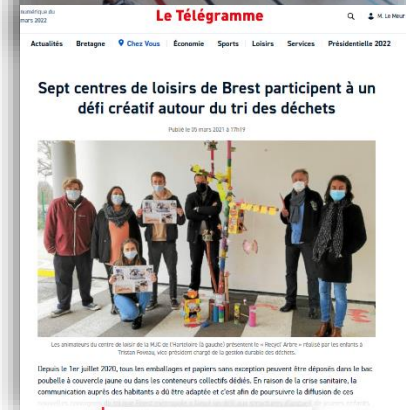 numérique du
mars 2022
Le Télégramme
M. Le Meur
Actualités Bretagne Chez Vous Économie Sports Loisirs Services Présidentielle 2022
Sept centres de loisirs de Brest participent à un
défi créatif autour du tri des déchets
Publié le 05 mars 2021 à 17h19
Les animateurs du centre de loisir de la MJC de l'Harteloire (à gauche) présentent le « Recycl' Arbre » réalisé par les enfants à
Tristan Foveau, vice président chargé de la gestion durable des déchets.
Depuis le 1er juillet 2020, tous les emballages et papiers sans exception peuvent être déposés dans le bac
poubelle à couvercle jaune ou dans les conteneurs collectifs dédiés. En raison de la crise sanitaire, la
communication auprès des habitants a dû être adaptée et c'est afin de poursuivre la diffusion de ces